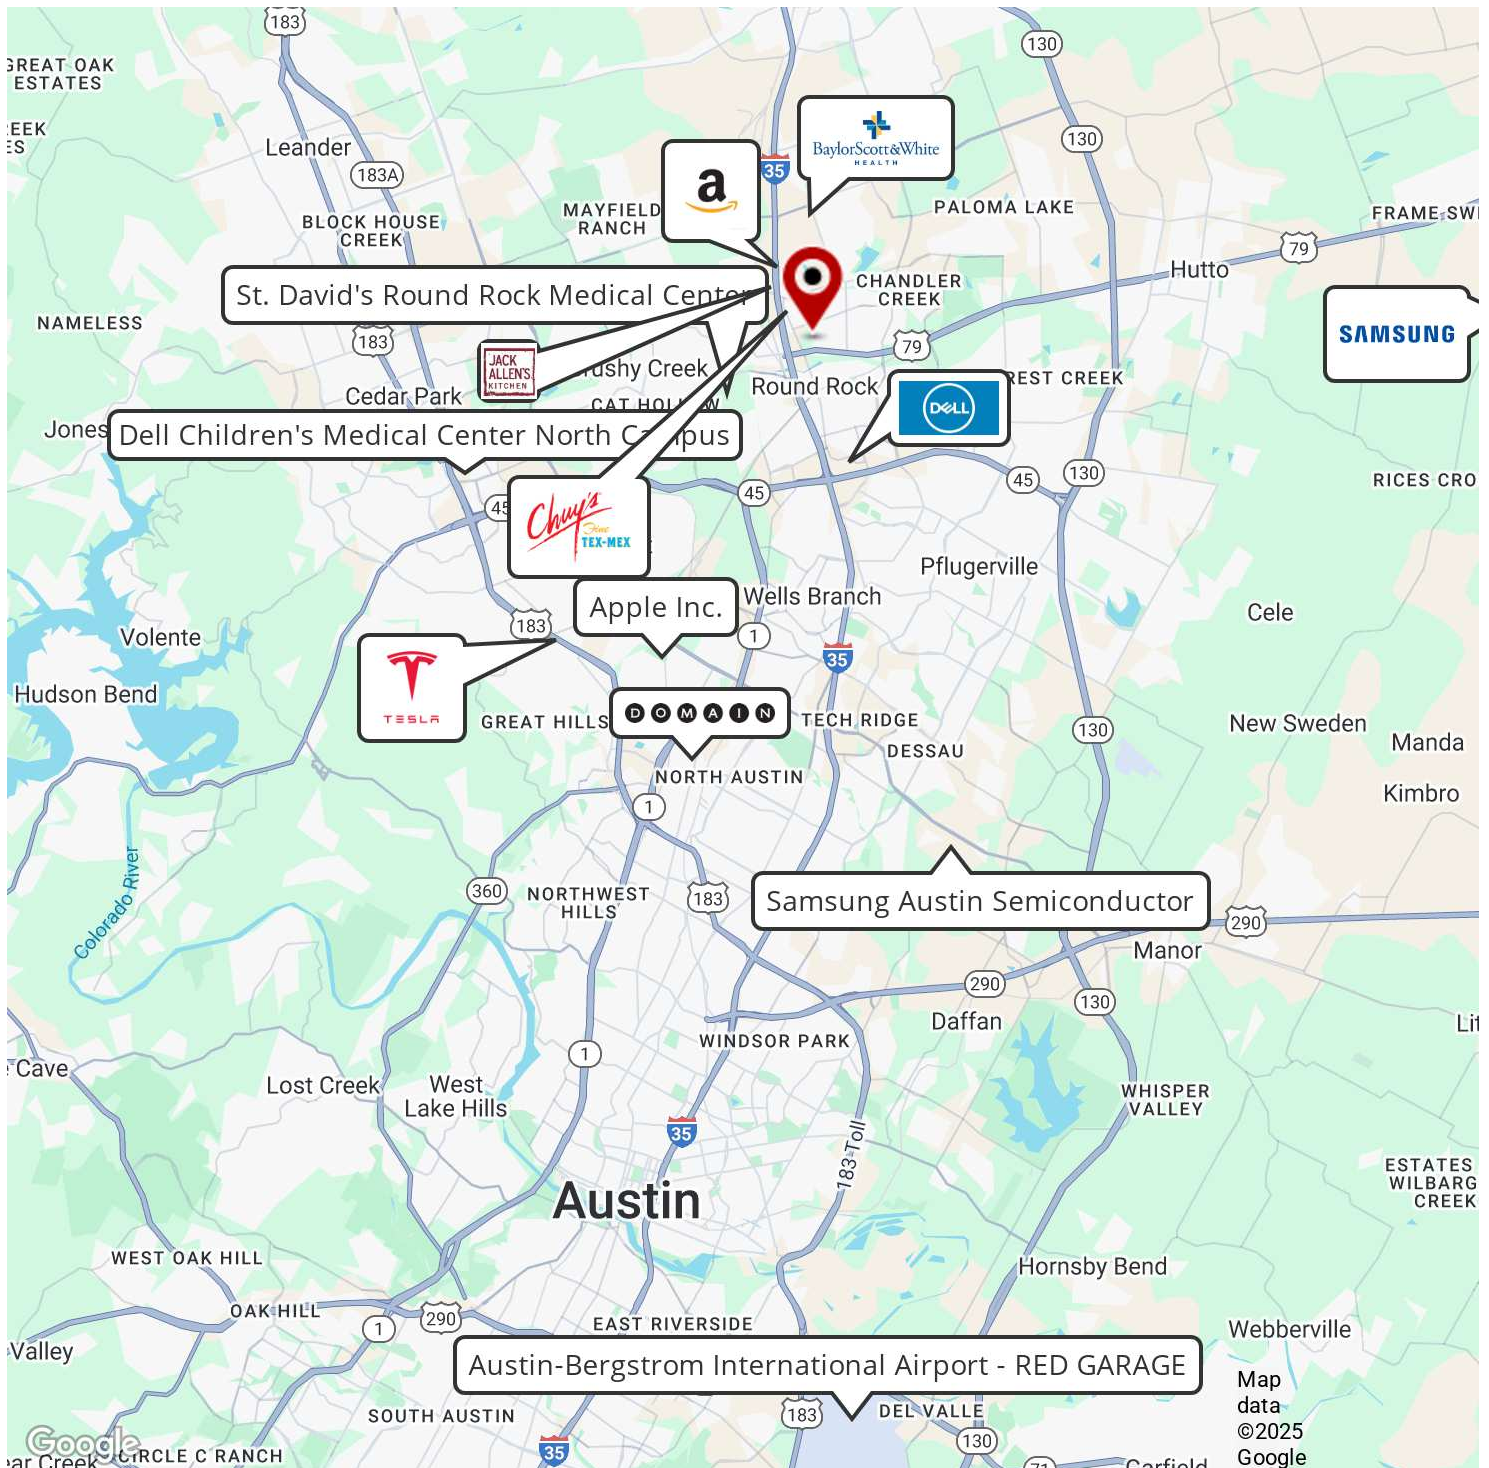 183
130
GREAT OAK
ESTATES
130
Leander
BaylorScott&White
HEALTH
183A
35
a
BLOCK HOUSE
CREEK
MAYFIELD
RANCH
PALOMA LAKE
79
Hutto
St. David's Round Rock Medical Center
CHANDLER
CREEK
NAMELESS
183
JACK
ALLEN'S
KITCHEN
79
SAMSUNG
Cedar Park
Round Rock
DELL
Dell Children's Medical Center North Campus
45
45
130
RICES CRO
Chuy's
Fine
TEX-MEX
Pflugerville
Apple Inc.
Wells Branch
Cele
183
1
Volente
35
TESLA
Hudson Bend
GREAT HILLS
DOMAIN
TECH RIDGE
130
New Sweden
DESSAU
Manda
NORTH AUSTIN
1
Kimbro
Colorado River
360
NORTHWEST
HILLS
183
Samsung Austin Semiconductor
290
Manor
290
130
Daffan
WINDSOR PARK
1
Cave
Lost Creek
West
Lake Hills
WHISPER
VALLEY
35
183 Toll
ESTATES
WILBARG
CREEK
Austin
WEST OAK HILL
Hornsby Bend
OAK HILL
290
1
EAST RIVERSIDE
Webberville
Valley
Austin-Bergstrom International Airport - RED GARAGE
Map
data
©2025
Google
SOUTH AUSTIN
183
DEL VALLE
130
Google
CIRCLE C RANCH
35
71
Garfield